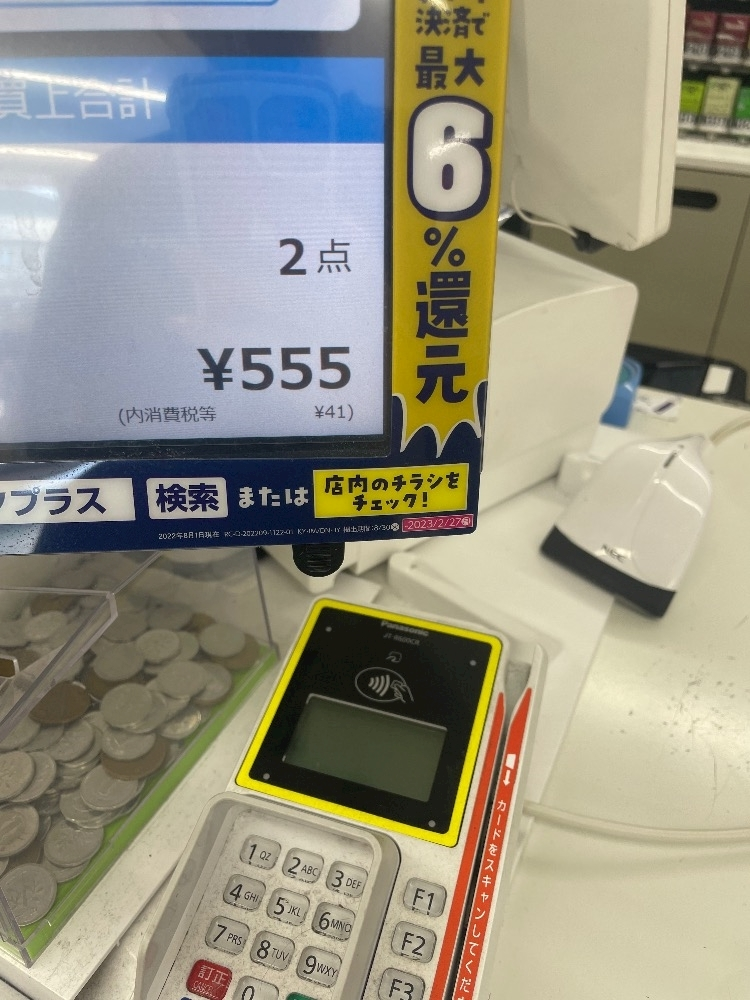 決済で
最大
6
%
還
元
買上合計
2点
¥555
(内消費税等 ¥41)
プラス 検索 または 店内のチラシをチェック!
2022年8月1日現在
-2023/2/27
NEC
Panasonic
1 QZ
2 ABC
3 DEF
4 GHI
5 JKL
6 MNO
7 PRS
8 TUV
9 WXY
訂正
0
F1
F2
F3
カードをスキャンしてくだ